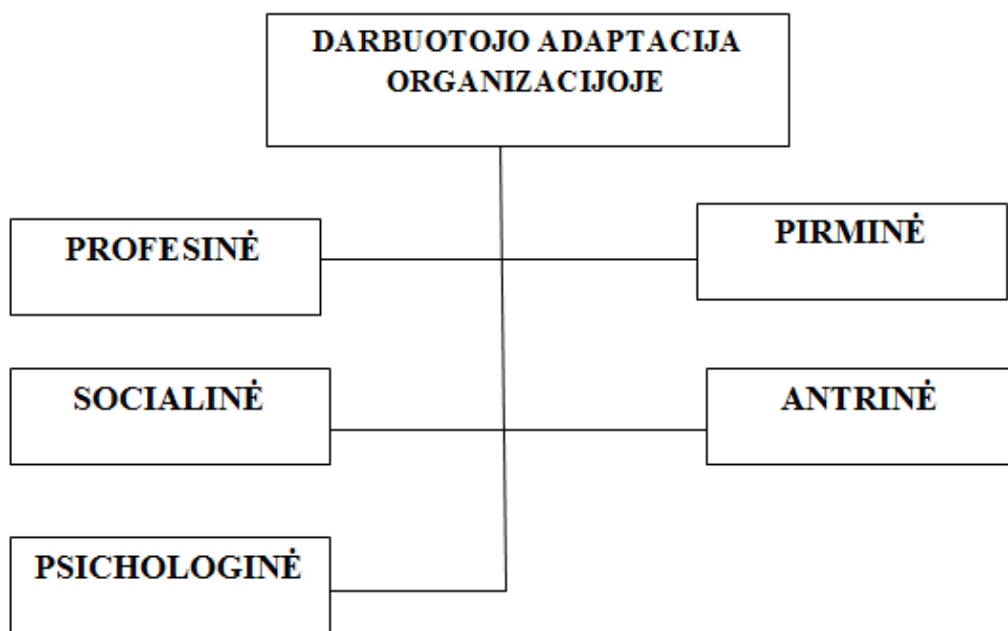 DARBUOTOJO ADAPTACIJA
ORGANIZACIJOJE
PROFESINĖ
PIRMINĖ
SOCIALINĖ
ANTRINĖ
PSICHOLOGINĖ